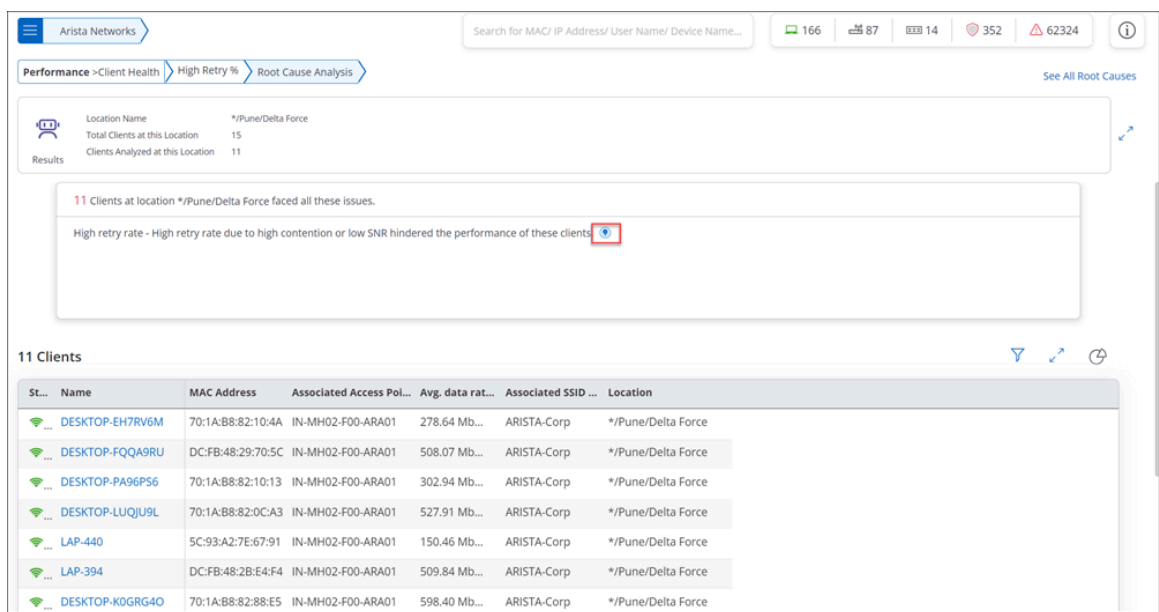 Arista Networks
Search for MAC/ IP Address/ User Name/ Device Name...
166
87
14
352
62324
Performance >Client Health
High Retry %
Root Cause Analysis
See All Root Causes
Results
Location Name */Pune/Delta Force
Total Clients at this Location 15
Clients Analyzed at this Location 11
11 Clients at location */Pune/Delta Force faced all these issues.
High retry rate - High retry rate due to high contention or low SNR hindered the performance of these clients
11 Clients
St... Name MAC Address Associated Access Poi... Avg. data rat... Associated SSID ... Location
... DESKTOP-EH7RV6M 70:1A:B8:82:10:4A IN-MH02-F00-ARA01 278.64 Mb... ARISTA-Corp */Pune/Delta Force
... DESKTOP-FQQA9RU DC:FB:48:29:70:5C IN-MH02-F00-ARA01 508.07 Mb... ARISTA-Corp */Pune/Delta Force
... DESKTOP-PA96PS6 70:1A:B8:82:10:13 IN-MH02-F00-ARA01 302.94 Mb... ARISTA-Corp */Pune/Delta Force
... DESKTOP-LUQJU9L 70:1A:B8:82:0C:A3 IN-MH02-F00-ARA01 527.91 Mb... ARISTA-Corp */Pune/Delta Force
... LAP-440 5C:93:A2:7E:67:91 IN-MH02-F00-ARA01 150.46 Mb... ARISTA-Corp */Pune/Delta Force
... LAP-394 DC:FB:48:2B:E4:F4 IN-MH02-F00-ARA01 509.84 Mb... ARISTA-Corp */Pune/Delta Force
... DESKTOP-K0GRG4O 70:1A:B8:82:88:E5 IN-MH02-F00-ARA01 598.40 Mb... ARISTA-Corp */Pune/Delta Force